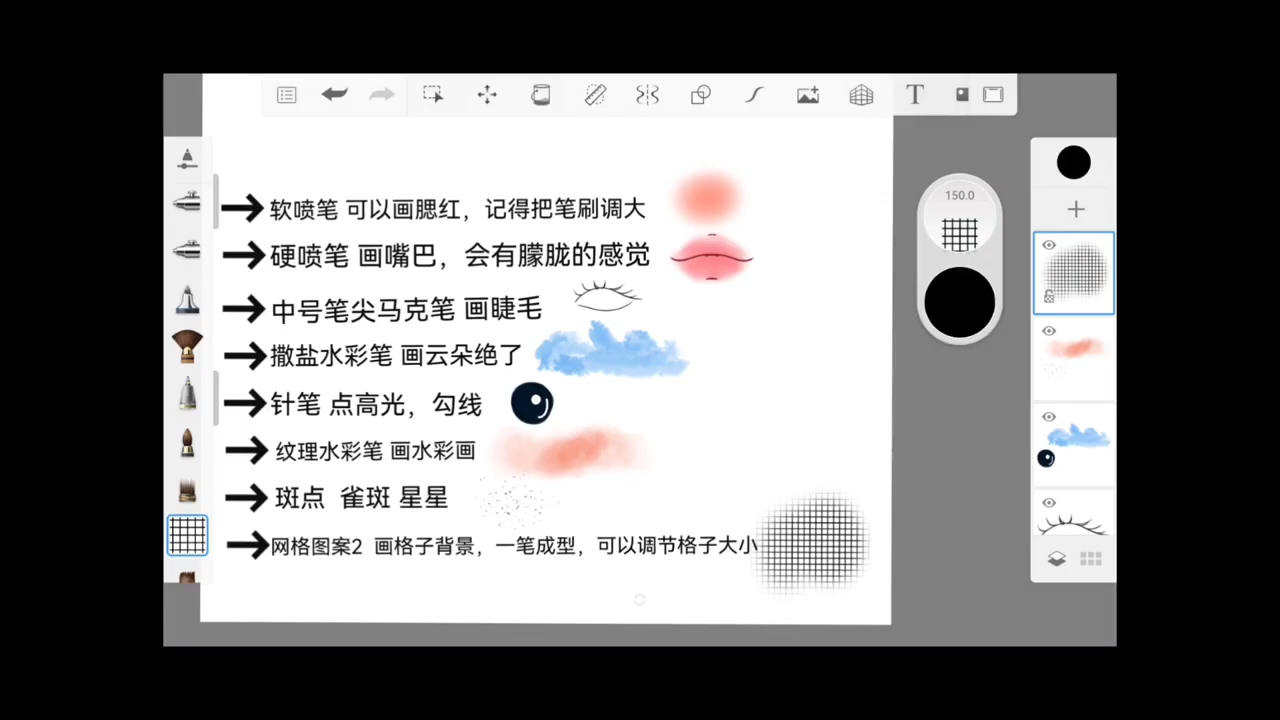 T
150.0
软喷笔 可以画腮红，记得把笔刷调大
硬喷笔 画嘴巴，会有朦胧的感觉
中号笔尖马克笔 画睫毛
撒盐水彩笔 画云朵绝了
针笔 点高光，勾线
纹理水彩笔 画水彩画
斑点 雀斑 星星
网格图案2 画格子背景，一笔成型，可以调节格子大小